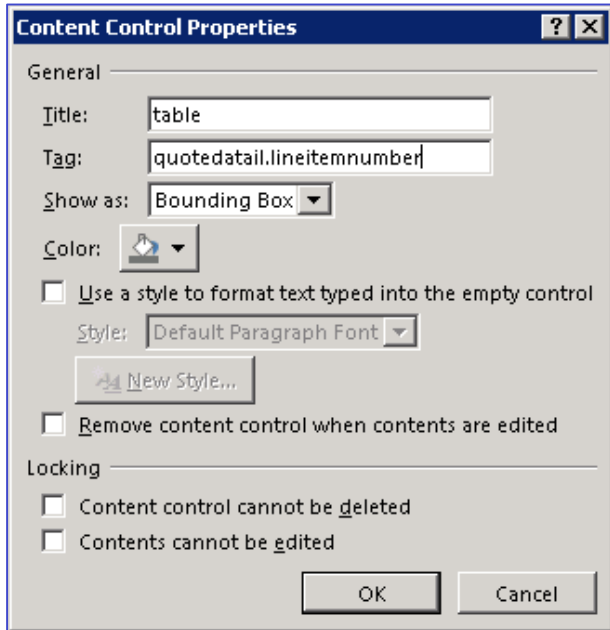 Content Control Properties
General
Title: table
Tag: quotedatail.lineitemnumber
Show as: Bounding Box
Color:
Use a style to format text typed into the empty control
Style: Default Paragraph Font
New Style...
Remove content control when contents are edited
Locking
Content control cannot be deleted
Contents cannot be edited
OK Cancel